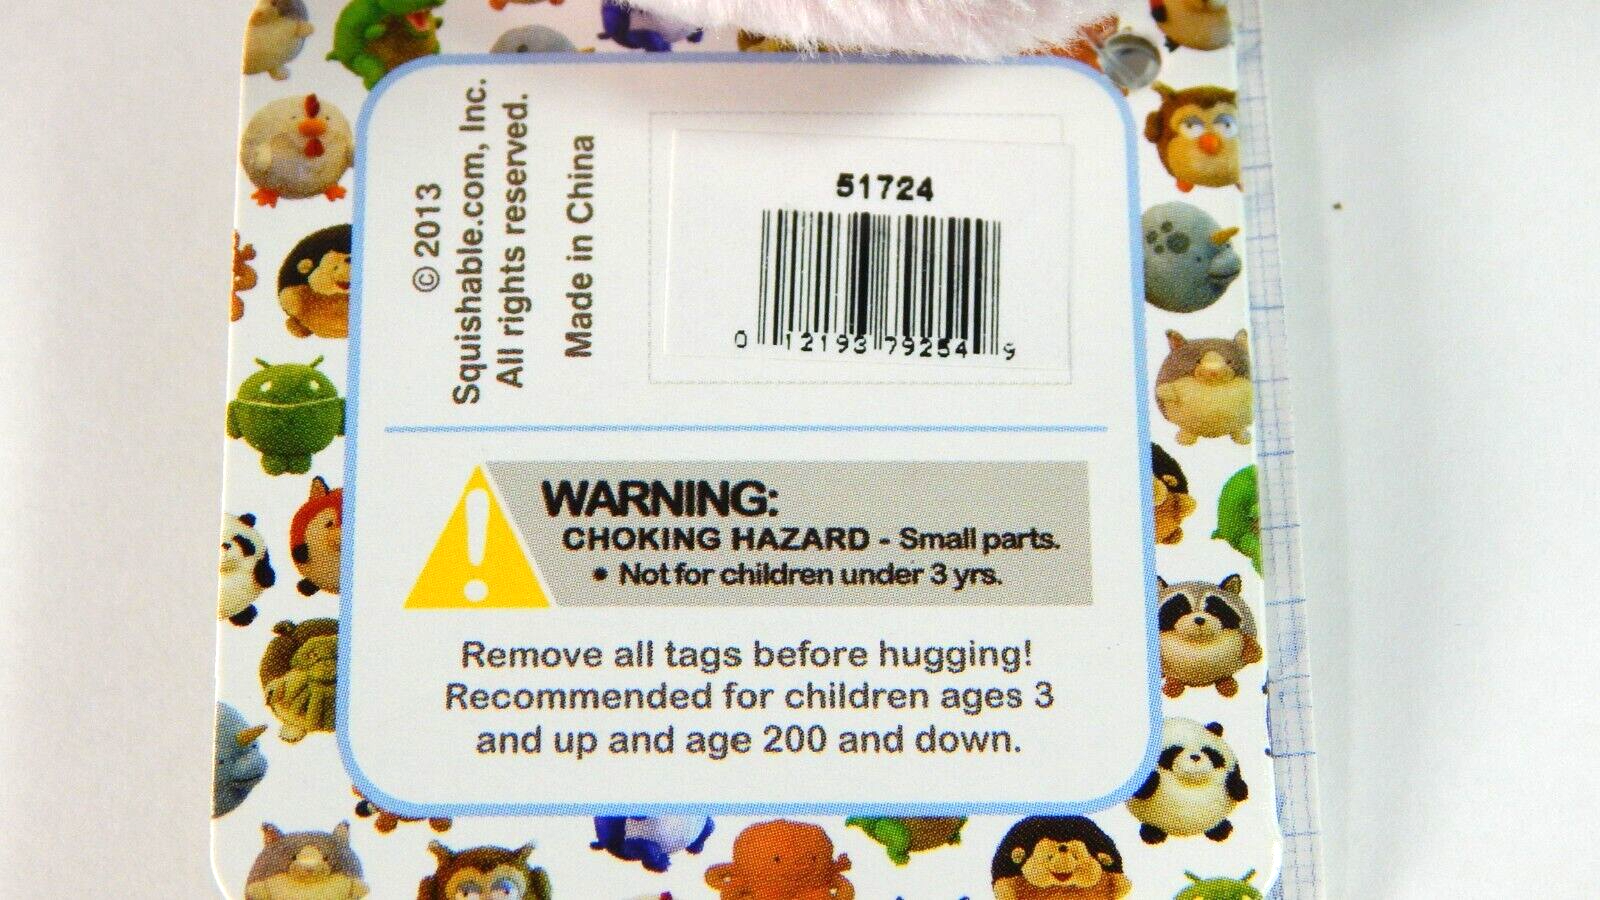 © 2013
Squishable.com, Inc.
All rights reserved.
Made in China
51724
0 12193 79254 9
WARNING:
CHOKING HAZARD - Small parts.
• Not for children under 3 yrs.
Remove all tags before hugging!
Recommended for children ages 3
and up and age 200 and down.